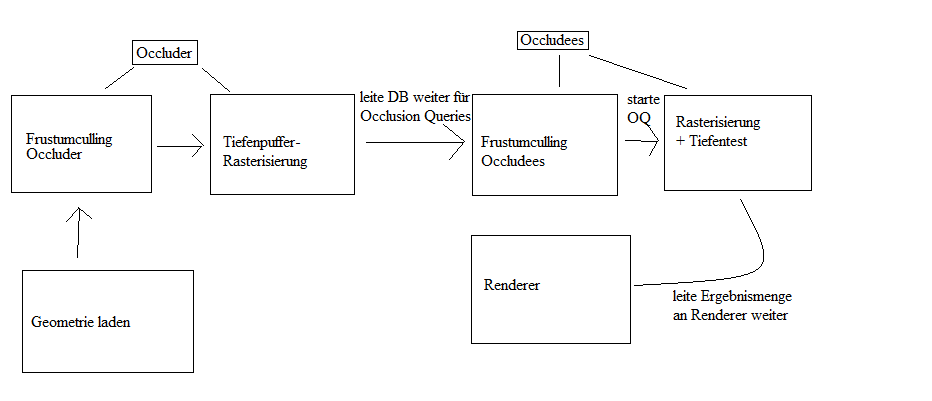 Occluder
Occludees
Frustumculling
Occluder
Tiefenpuffer-
Rasterisierung
leite DB weiter für
Occlusion Queries
Frustumculling
Occludees
starte
OQ
Rasterisierung
+ Tiefentest
Geometrie laden
Renderer
leite Ergebnismenge
an Renderer weiter